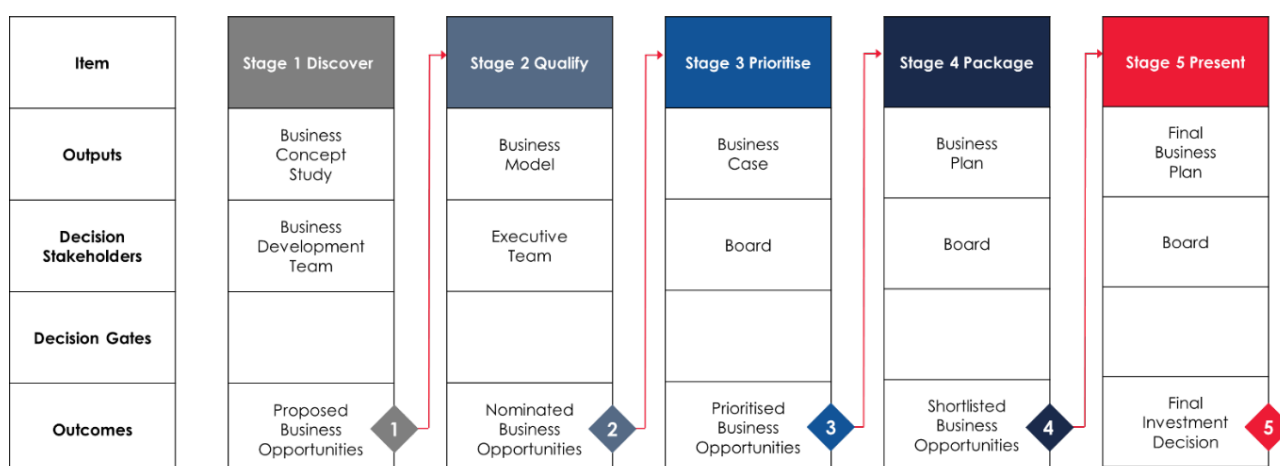 Item
Stage 1 Discover
Stage 2 Qualify
Stage 3 Prioritise
Stage 4 Package
Stage 5 Present
Outputs
Business
Concept
Study
Business
Model
Business
Case
Business
Plan
Final
Business
Plan
Decision
Stakeholders
Business
Development
Team
Executive
Team
Board
Board
Board
Decision Gates
Outcomes
Proposed
Business
Opportunities
1
Nominated
Business
Opportunities
2
Prioritised
Business
Opportunities
3
Shortlisted
Business
Opportunities
4
Final
Investment
Decision
5